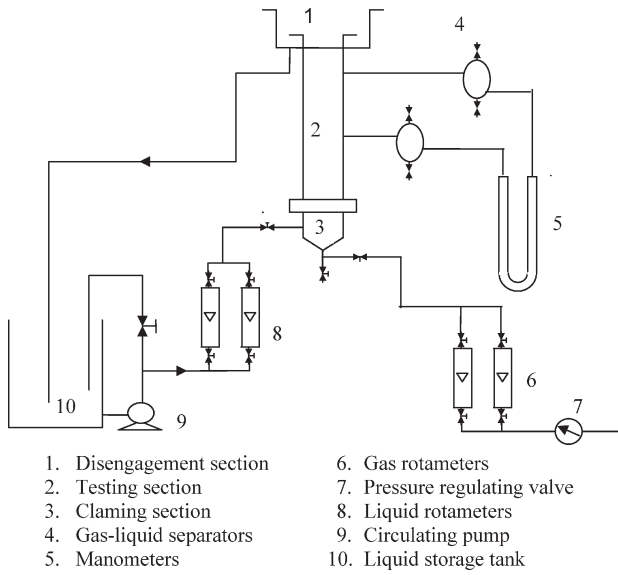 1
4
2
5
3
8
6
10
9
7
1. Disengagement section
2. Testing section
3. Claming section
4. Gas-liquid separators
5. Manometers
6. Gas rotameters
7. Pressure regulating valve
8. Liquid rotameters
9. Circulating pump
10. Liquid storage tank